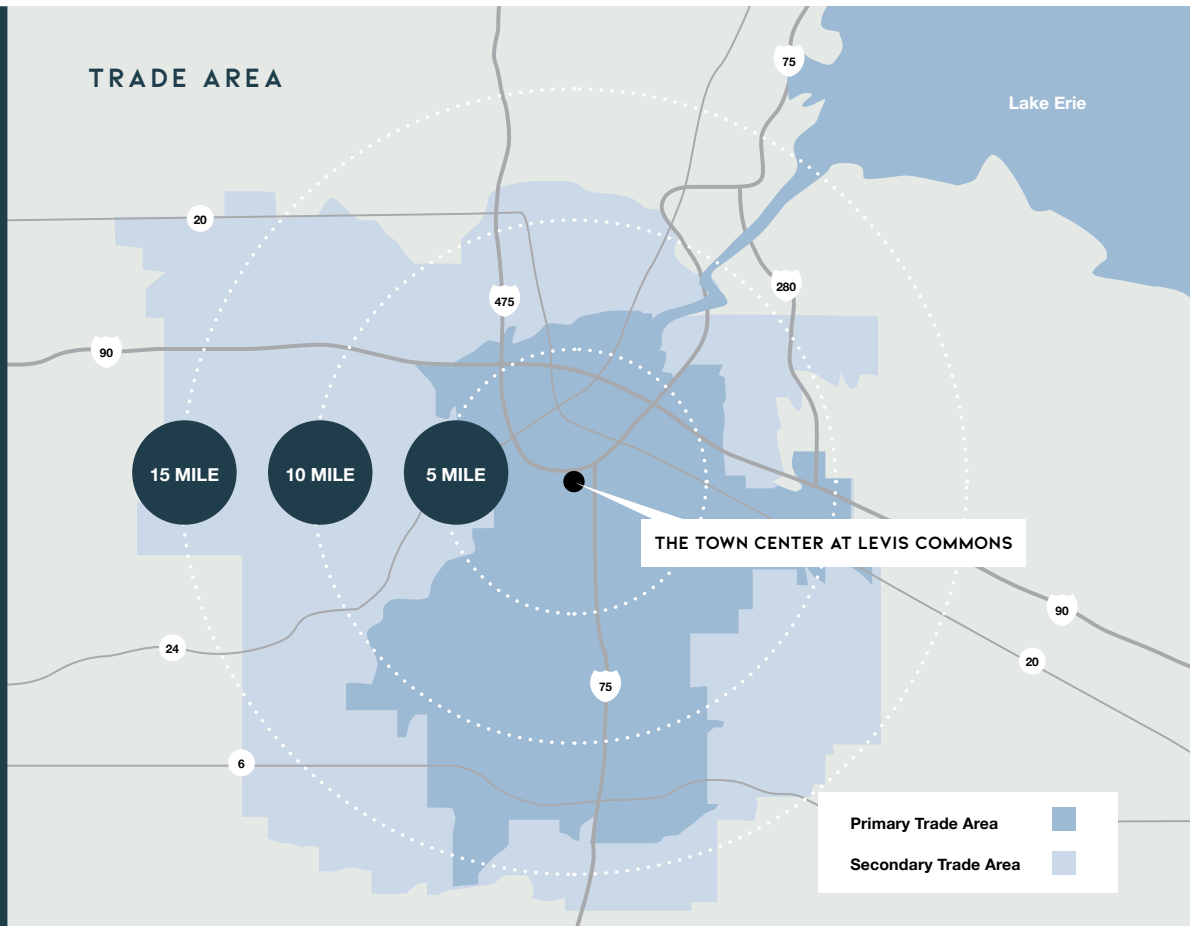 TRADE AREA
75
Lake Erie
20
475
280
90
15 MILE
10 MILE
5 MILE
THE TOWN CENTER AT LEVIS COMMONS
90
24
20
75
6
Primary Trade Area
Secondary Trade Area